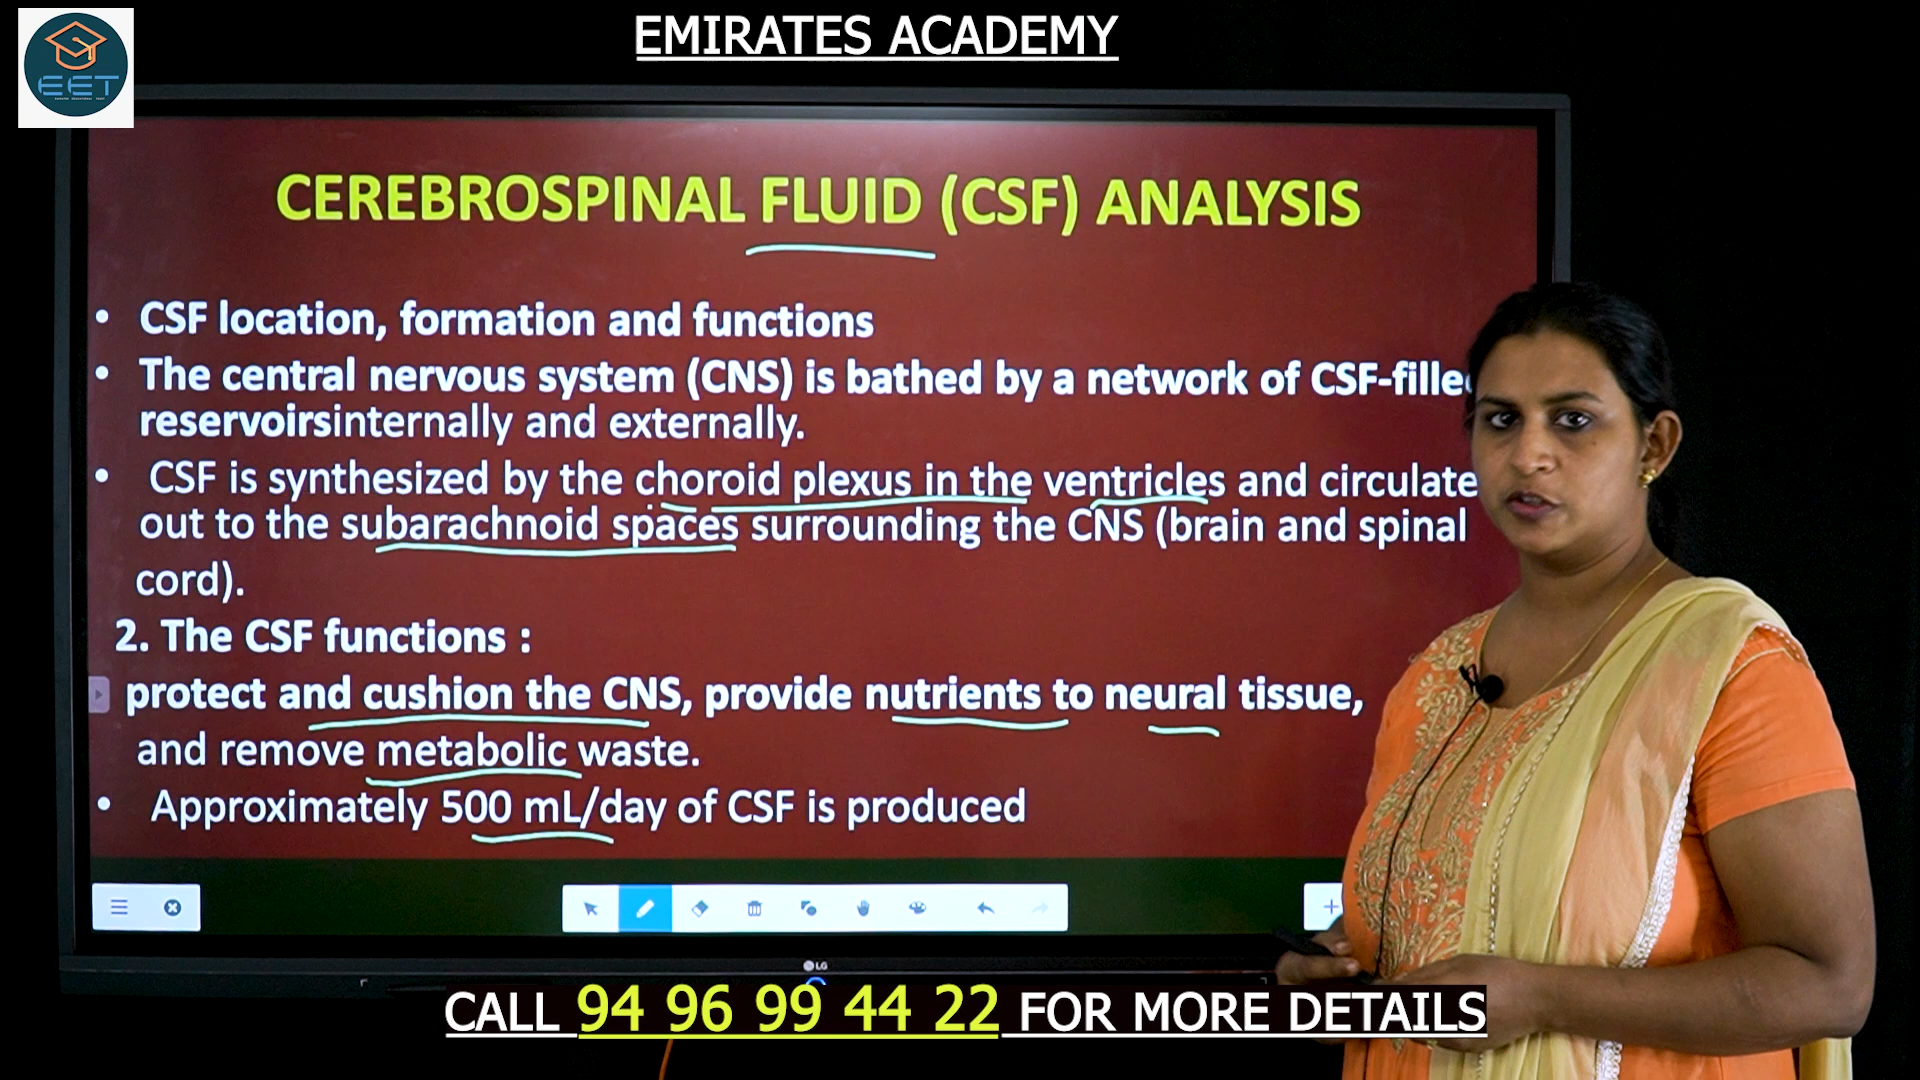 EMIRATES ACADEMY
EET
CEREBROSPINAL FLUID (CSF) ANALYSIS
• CSF location, formation and functions
• The central nervous system (CNS) is bathed by a network of CSF-fille
reservoirsinternally and externally.
• CSF is synthesized by the choroid plexus in the ventricles and circulate
out to the subarachnoid spaces surrounding the CNS (brain and spinal
cord).
2. The CSF functions :
protect and cushion the CNS, provide nutrients to neural tissue,
and remove metabolic waste.
• Approximately 500 mL/day of CSF is produced
LG
CALL 94 96 99 44 22 FOR MORE DETAILS